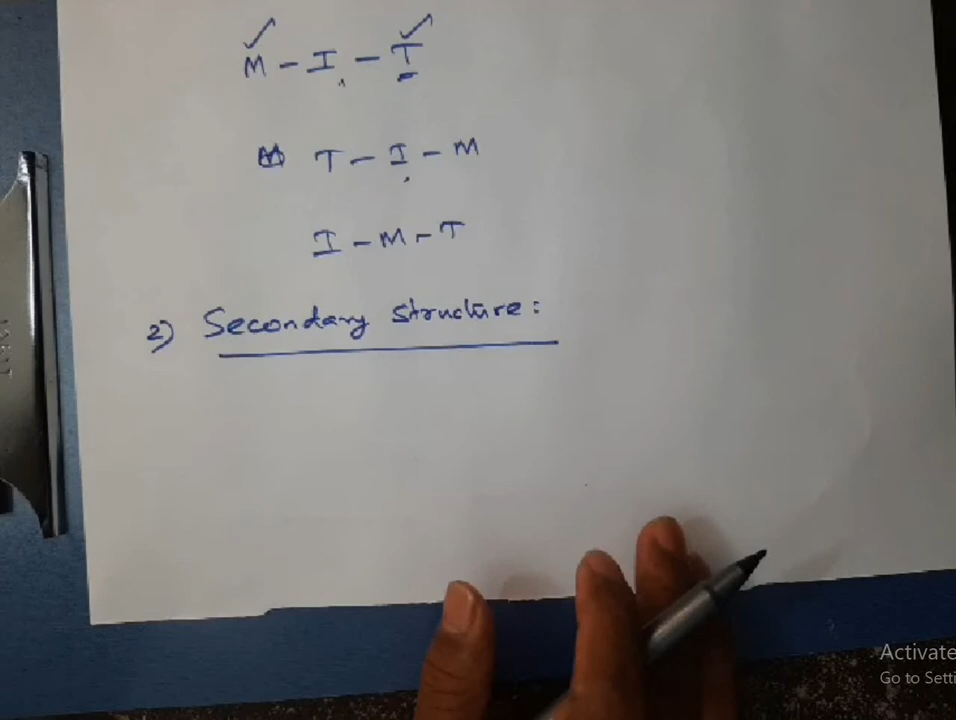 M - I - T
T - I - M
I - M - T
2) Secondary structure:
Activate
Go to Setti